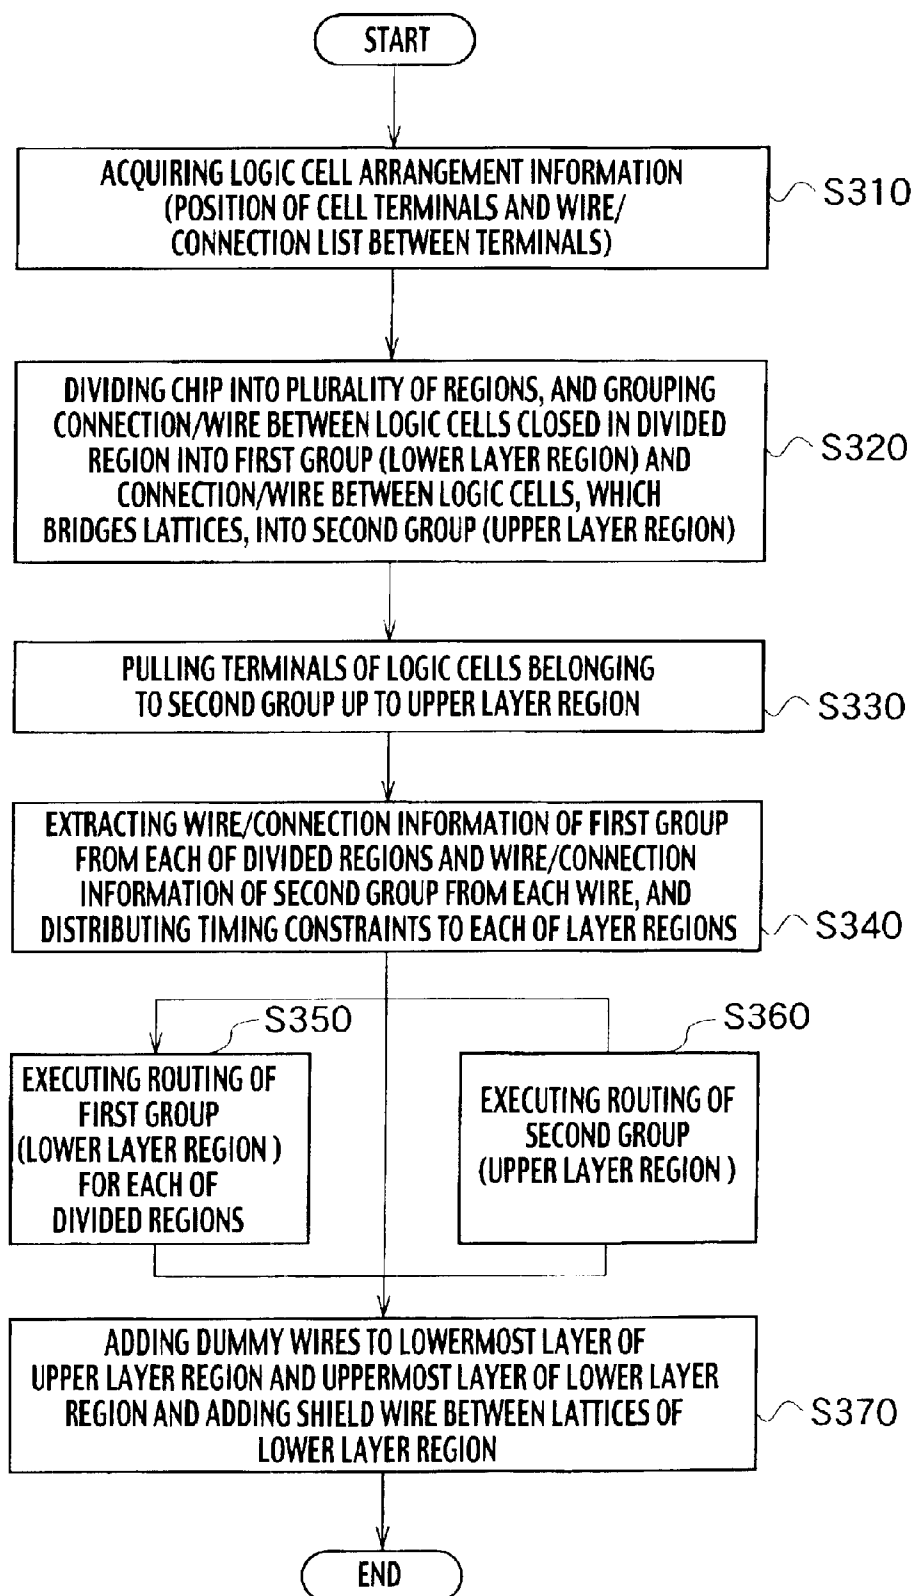 START
ACQUIRING LOGIC CELL ARRANGEMENT INFORMATION
(POSITION OF CELL TERMINALS AND WIRE/
CONNECTION LIST BETWEEN TERMINALS)
S310
DIVIDING CHIP INTO PLURALITY OF REGIONS, AND GROUPING
CONNECTION/WIRE BETWEEN LOGIC CELLS CLOSED IN DIVIDED
REGION INTO FIRST GROUP (LOWER LAYER REGION) AND
CONNECTION/WIRE BETWEEN LOGIC CELLS, WHICH
BRIDGES LATTICES, INTO SECOND GROUP (UPPER LAYER REGION)
S320
PULLING TERMINALS OF LOGIC CELLS BELONGING
TO SECOND GROUP UP TO UPPER LAYER REGION
S330
EXTRACTING WIRE/CONNECTION INFORMATION OF FIRST GROUP
FROM EACH OF DIVIDED REGIONS AND WIRE/CONNECTION
INFORMATION OF SECOND GROUP FROM EACH WIRE, AND
DISTRIBUTING TIMING CONSTRAINTS TO EACH OF LAYER REGIONS
S340
S350
EXECUTING ROUTING OF
FIRST GROUP
(LOWER LAYER REGION )
FOR EACH OF
DIVIDED REGIONS
S360
EXECUTING ROUTING OF
SECOND GROUP
(UPPER LAYER REGION )
ADDING DUMMY WIRES TO LOWERMOST LAYER OF
UPPER LAYER REGION AND UPPERMOST LAYER OF LOWER LAYER
REGION AND ADDING SHIELD WIRE BETWEEN LATTICES OF
LOWER LAYER REGION
S370
END